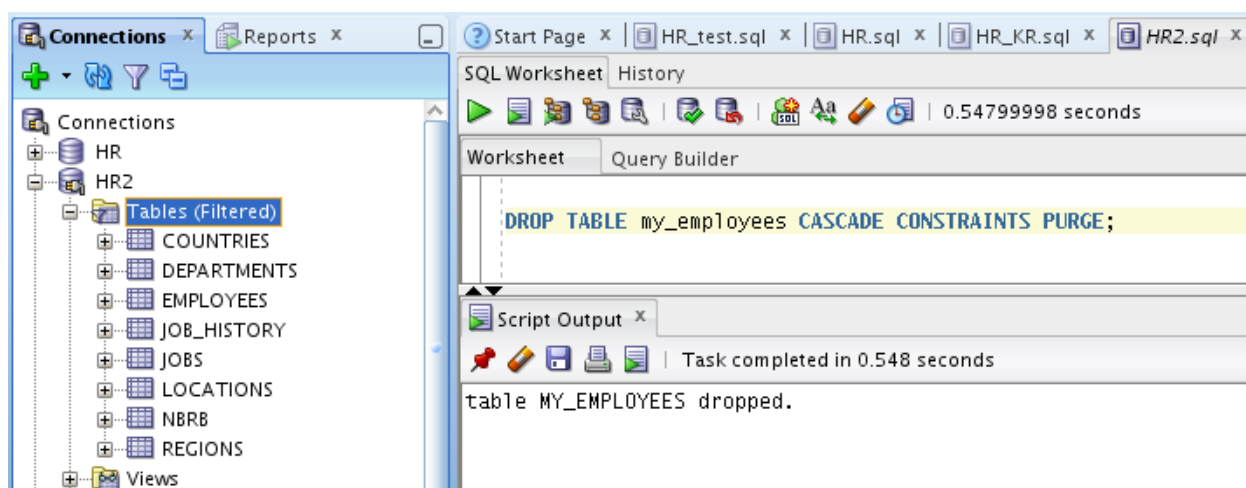 Connections x Reports x
Connections
HR
HR2
Tables (Filtered)
COUNTRIES
DEPARTMENTS
EMPLOYEES
JOB_HISTORY
JOBS
LOCATIONS
NBRB
REGIONS
Views
Start Page x HR_test.sql x HR.sql x HR_KR.sql x HR2.sql x
SQL Worksheet History
SQL Aa 0.54799998 seconds
Worksheet Query Builder
DROP TABLE my_employees CASCADE CONSTRAINTS PURGE;
Script Output x
Task completed in 0.548 seconds
table MY_EMPLOYEES dropped.